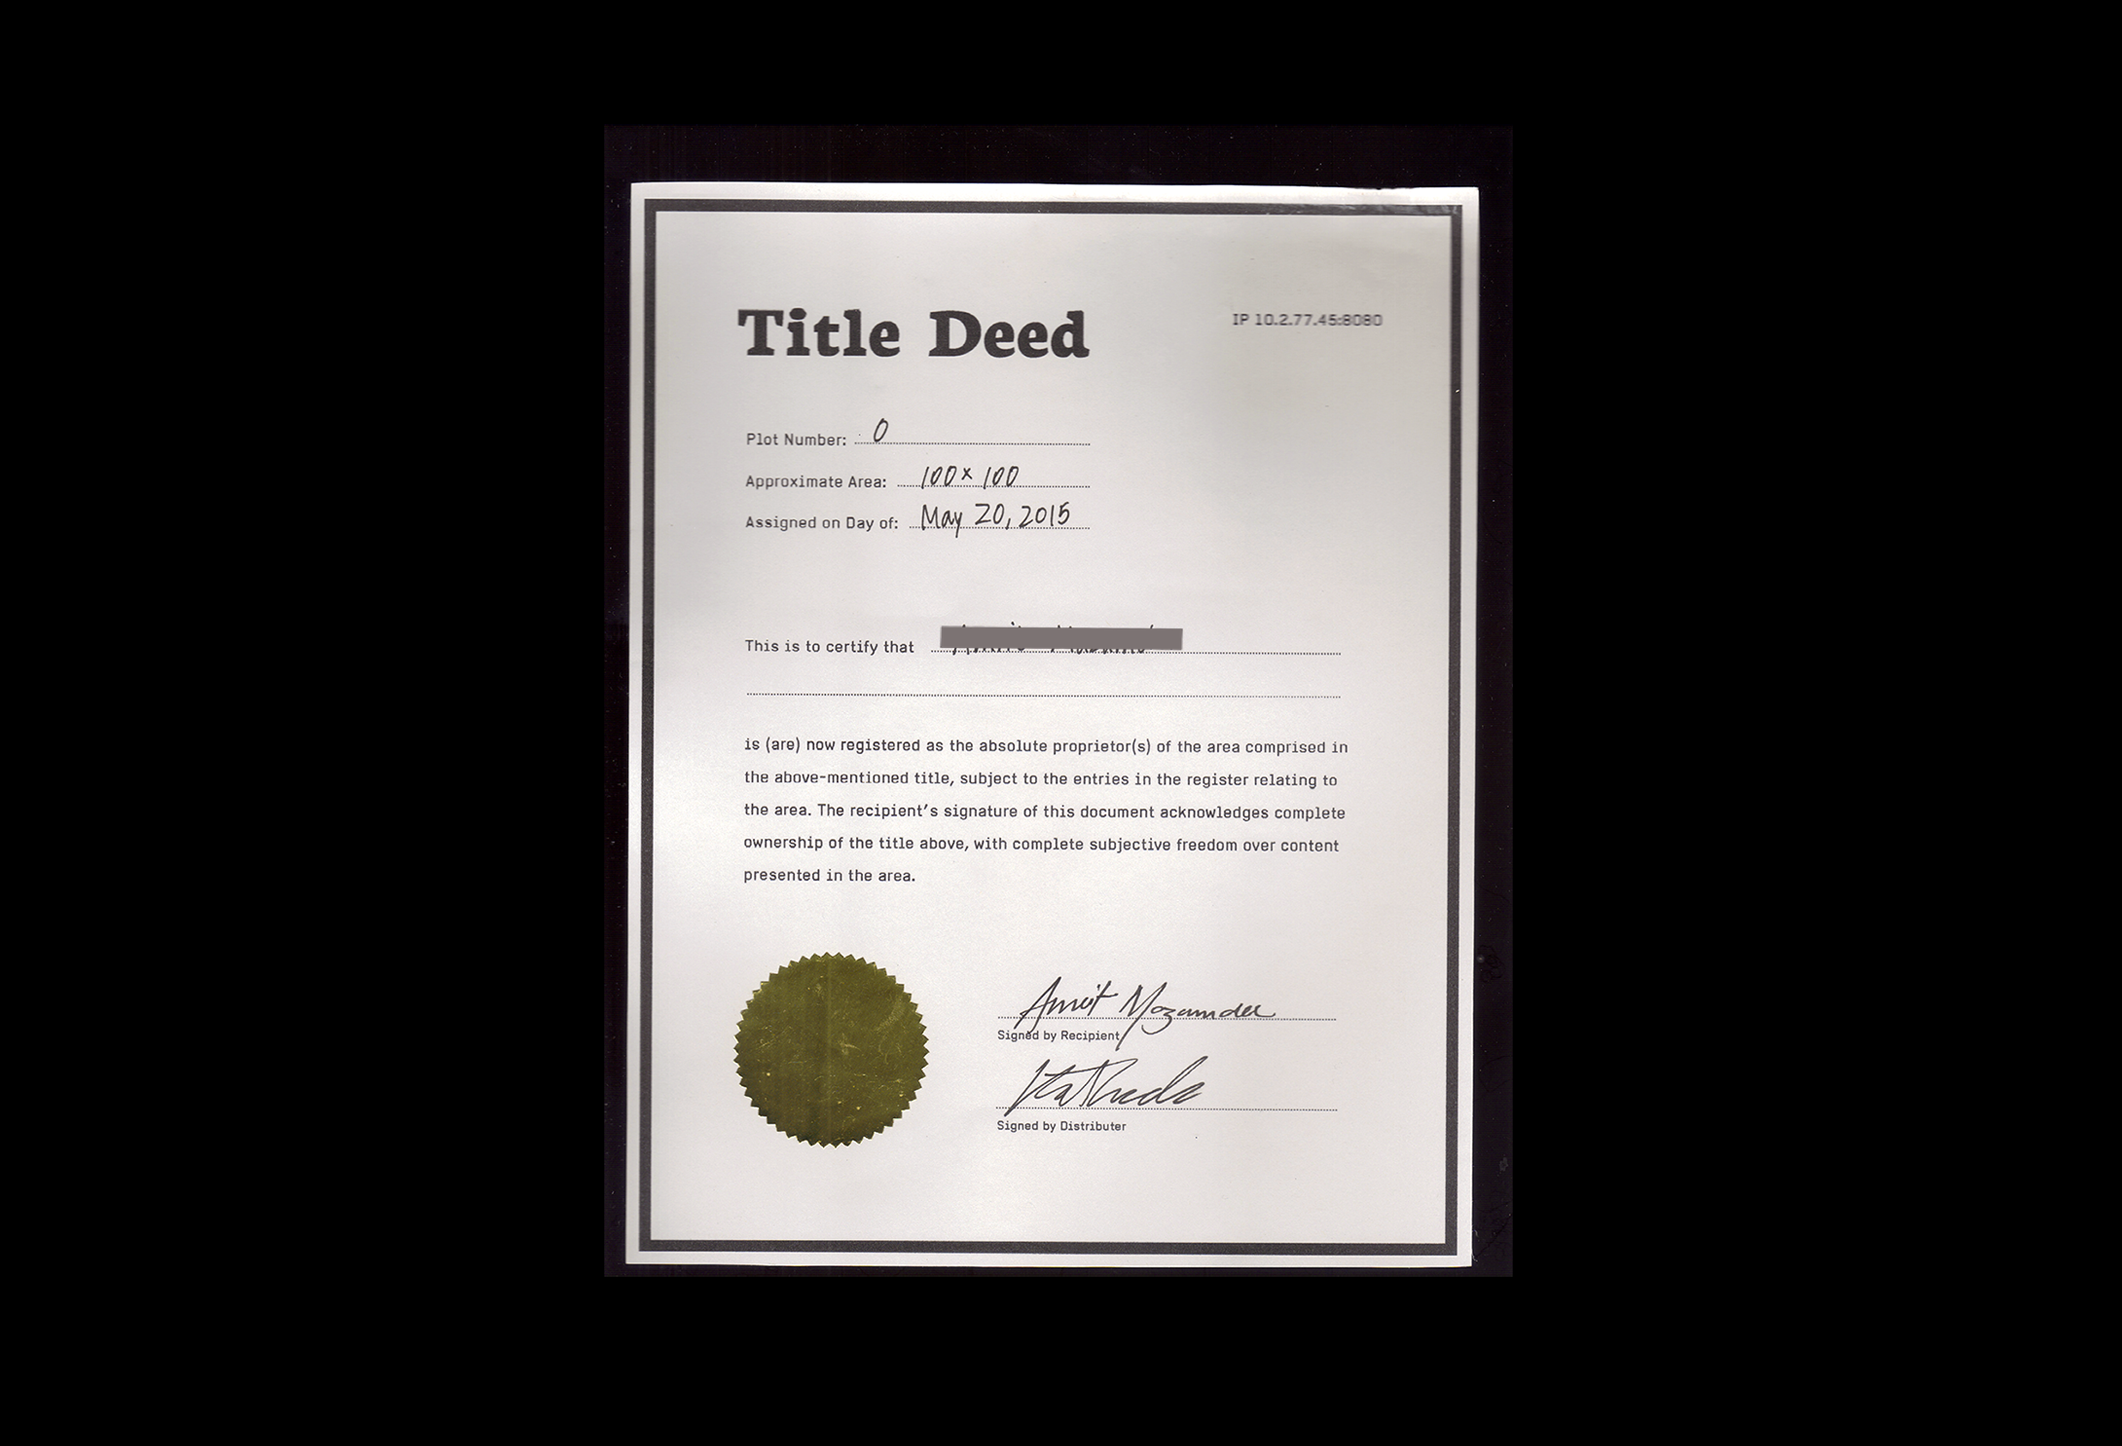 Title Deed
IP 10.2.77.45:8080
Plot Number: 0
Approximate Area: 100 x 100
Assigned on Day of: May 20, 2015
This is to certify that
is (are) now registered as the absolute proprietor(s) of the area comprised in
the above-mentioned title, subject to the entries in the register relating to
the area. The recipient's signature of this document acknowledges complete
ownership of the title above, with complete subjective freedom over content
presented in the area.
Amit Mozumder
Signed by Recipient
Signed by Distributer